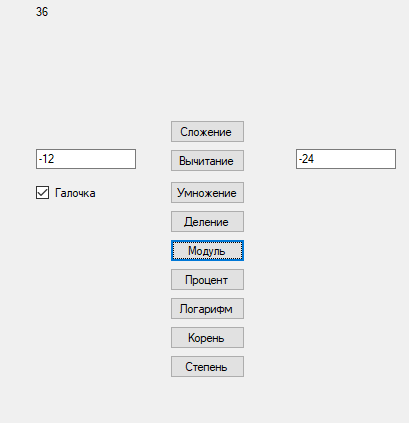 36
Сложение
-12
Вычитание
-24
Галочка
Умножение
Деление
Модуль
Процент
Логарифм
Корень
Степень